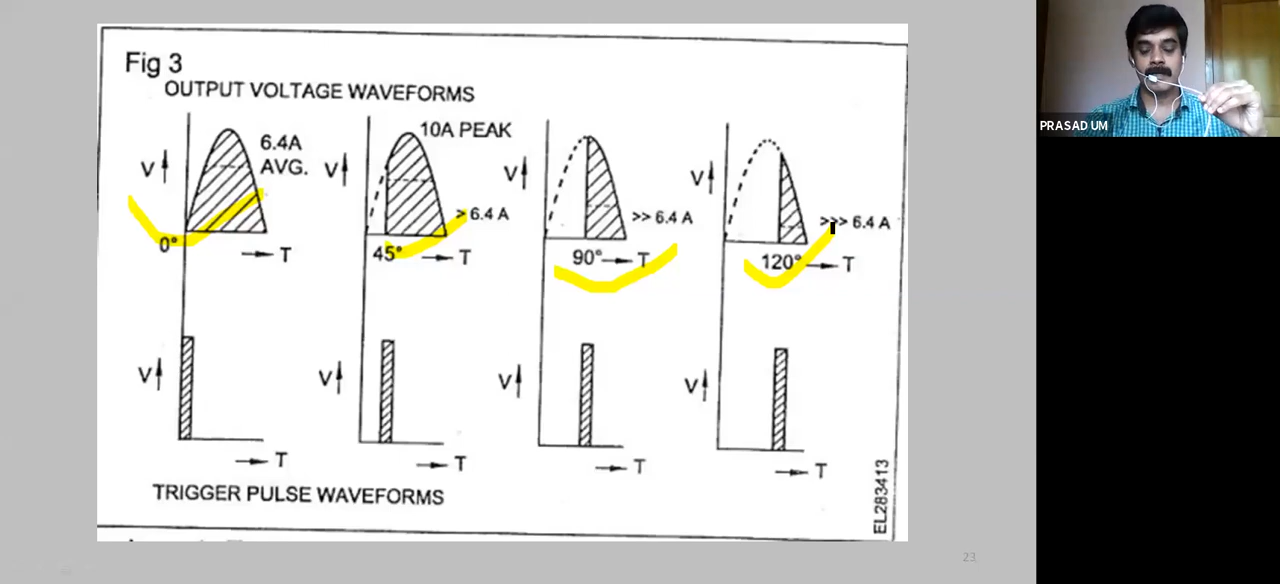 Fig 3
OUTPUT VOLTAGE WAVEFORMS
V 6.4A AVG. 0° T
V 10A PEAK > 6.4 A 45° T
V >> 6.4 A 90° T
V >>> 6.4 A 120° T
V T
V T
V T
V T
TRIGGER PULSE WAVEFORMS
EL283413
23
PRASAD UM